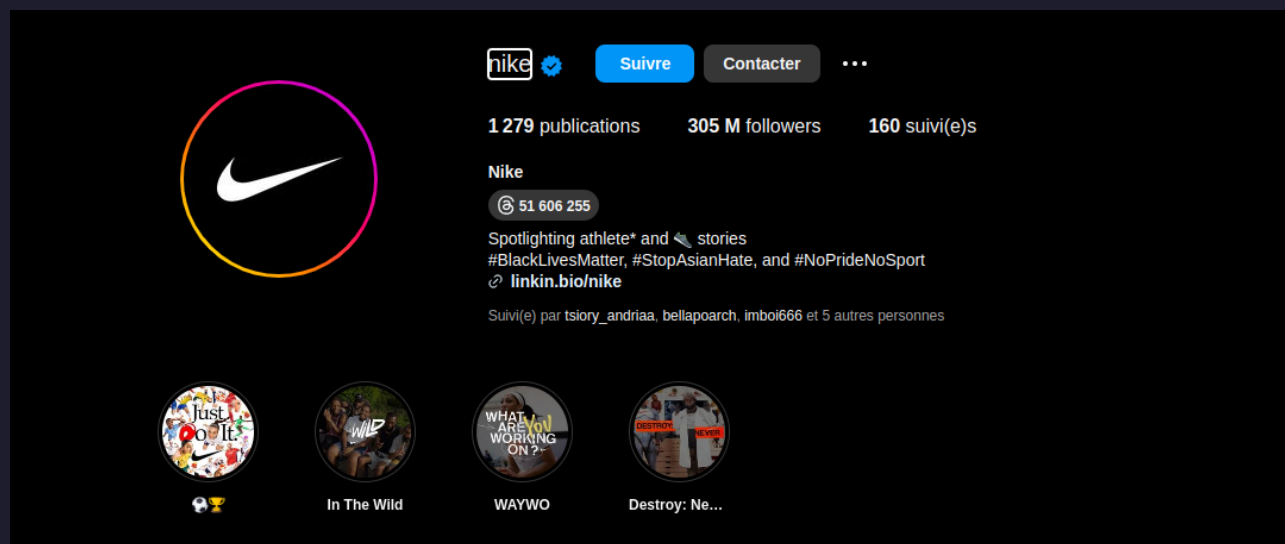 nike Suivre Contacter
1 279 publications 305 M followers 160 suivi(e)s
Nike
51 606 255
Spotlighting athlete* and 👟 stories
#BlackLivesMatter, #StopAsianHate, and #NoPrideNoSport
linkin.bio/nike
Suivi(e) par tsiory_andriaa, bellapoarch, imboi666 et 5 autres personnes
Just
Do It.
WILD
WHAT
ARE YOU
WORKING
ON?
DESTROY NEVER
⚽🏆 In The Wild WAYWO Destroy: Ne...